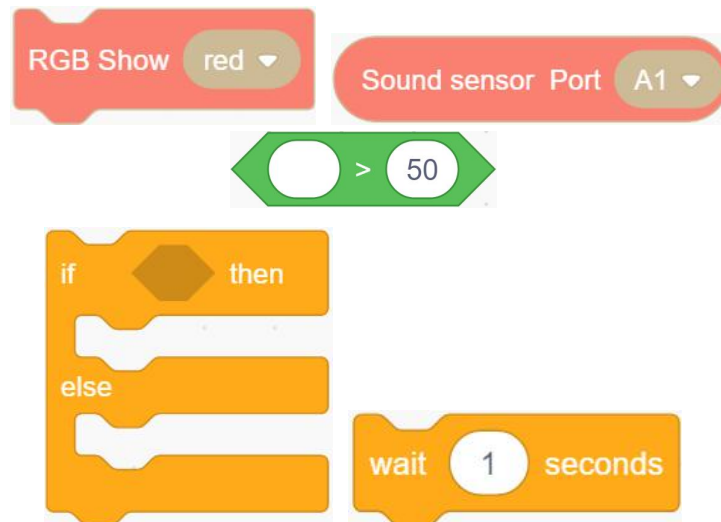 RGB Show red
Sound sensor Port A1
> 50
if then
else
wait 1 seconds